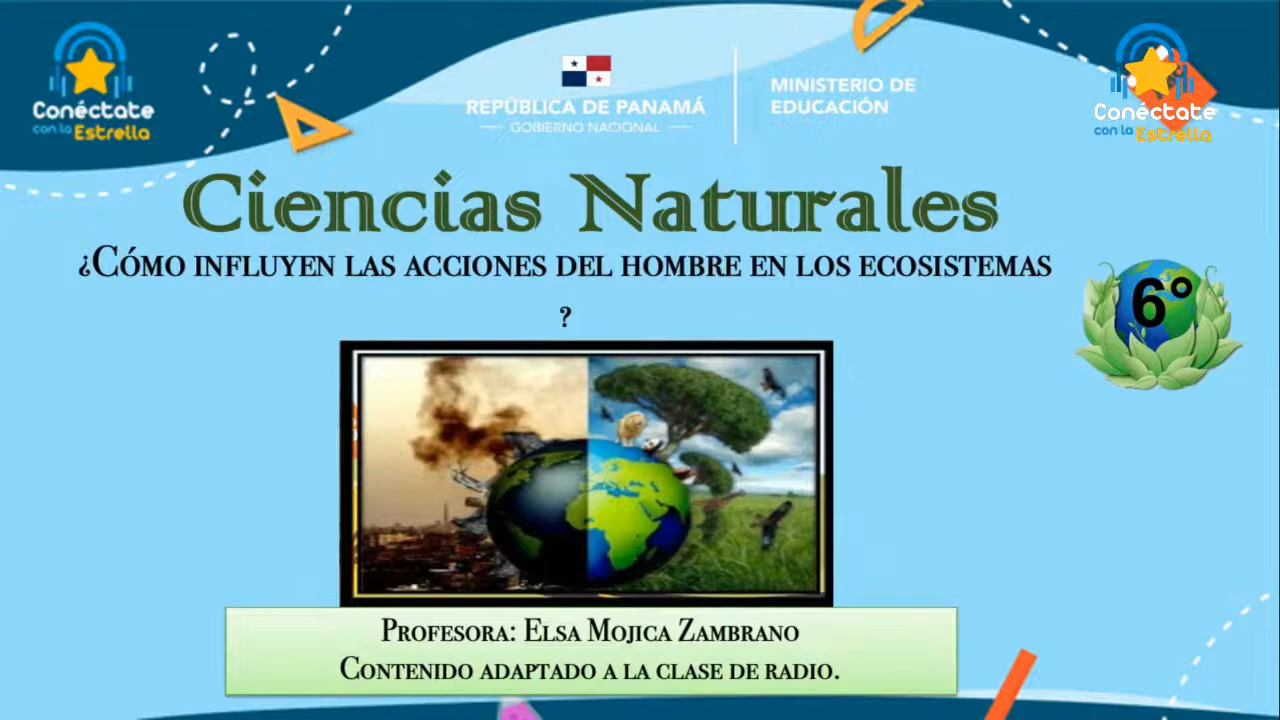 Conéctate
con la Estrella
REPÚBLICA DE PANAMÁ
GOBIERNO NACIONAL
MINISTERIO DE
EDUCACIÓN
Conéctate
con la Estrella
Ciencias Naturales
¿Cómo influyen las acciones del hombre en los ecosistemas
?
6°
Profesora: Elsa Mojica Zambrano
Contenido adaptado a la clase de radio.